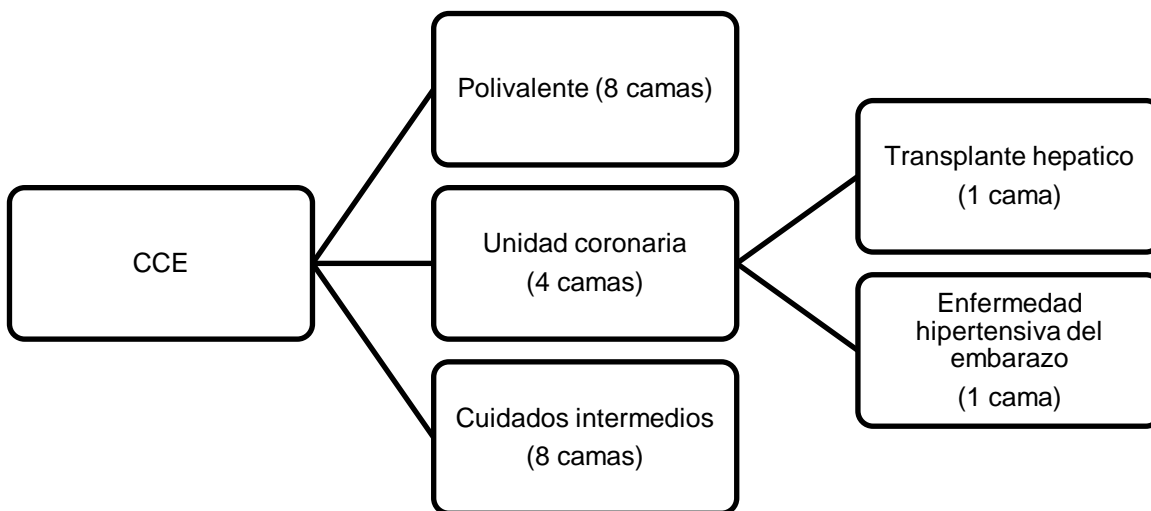 CCE
Polivalente (8 camas)
Unidad coronaria
(4 camas)
Cuidados intermedios
(8 camas)
Transplante hepatico
(1 cama)
Enfermedad
hipertensiva del
embarazo
(1 cama)